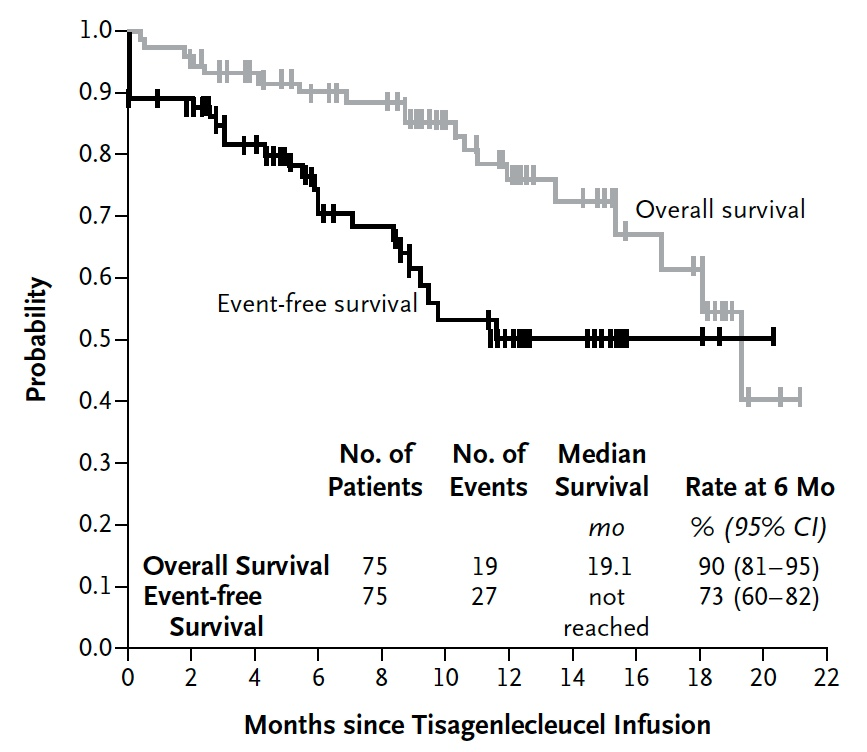 1.0
0.9
0.8
0.7
0.6
0.5
0.4
0.3
0.2
0.1
0.0
Probability
Overall survival
Event-free survival
No. of Patients No. of Events Median Survival Rate at 6 Mo
mo % (95% CI)
Overall Survival 75 19 19.1 90 (81–95)
Event-free Survival 75 27 not reached 73 (60–82)
0 2 4 6 8 10 12 14 16 18 20 22
Months since Tisagenlecleucel Infusion